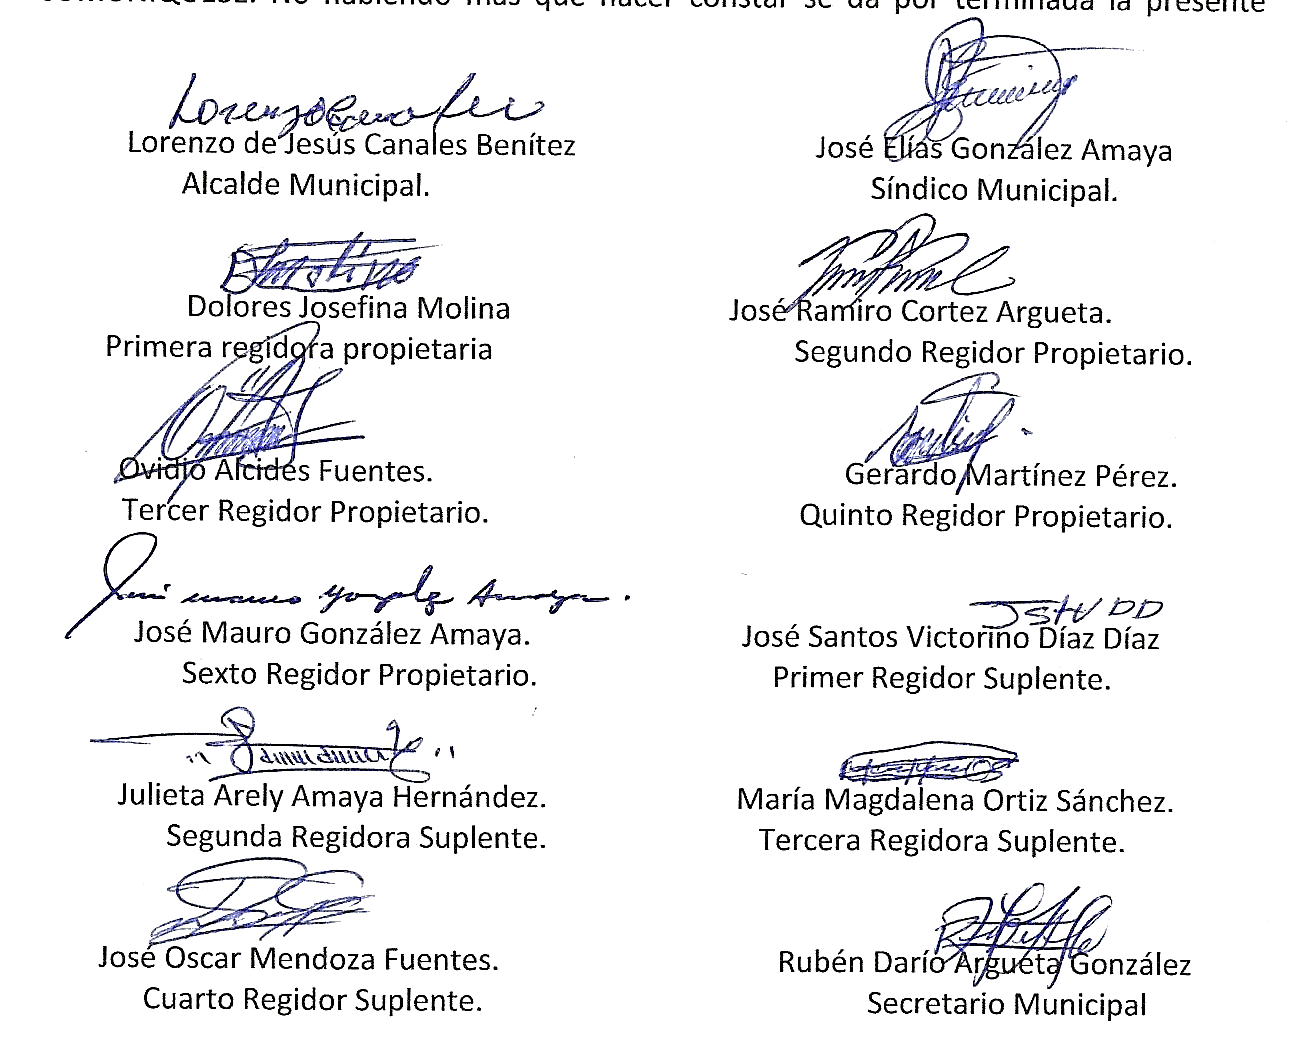 No habiendo más que hacer constar se da por terminada la presente
Lorenzo de Jesús Canales Benítez
Alcalde Municipal.
José Elías González Amaya
Síndico Municipal.
Dolores Josefina Molina
Primera regidora propietaria
José Ramiro Cortez Argueta.
Segundo Regidor Propietario.
Ovidio Alcides Fuentes.
Tercer Regidor Propietario.
Gerardo Martínez Pérez.
Quinto Regidor Propietario.
José Mauro González Amaya.
Sexto Regidor Propietario.
JSTVDD
José Santos Victorino Díaz Díaz
Primer Regidor Suplente.
Julieta Arely Amaya Hernández.
Segunda Regidora Suplente.
María Magdalena Ortiz Sánchez.
Tercera Regidora Suplente.
José Oscar Mendoza Fuentes.
Cuarto Regidor Suplente.
Rubén Darío Argueta González
Secretario Municipal